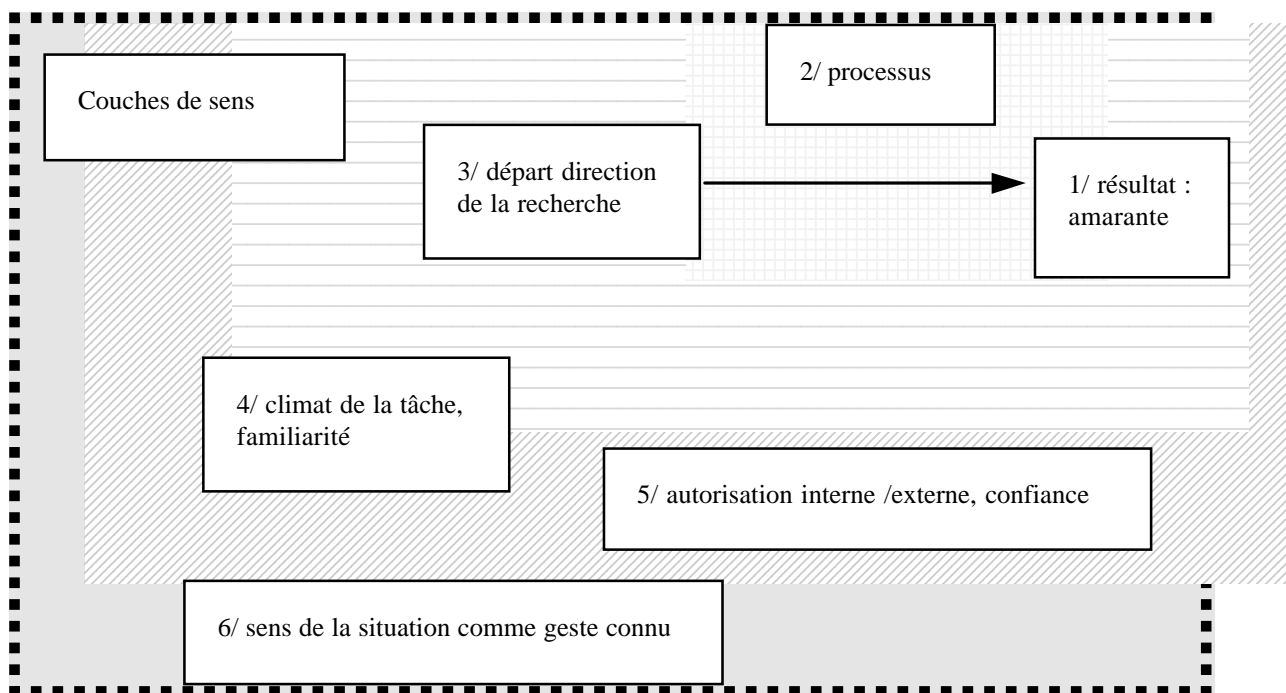 Couches de sens
2/ processus
3/ départ direction
de la recherche
1/ résultat :
amarante
4/ climat de la tâche,
familiarité
5/ autorisation interne /externe, confiance
6/ sens de la situation comme geste connu